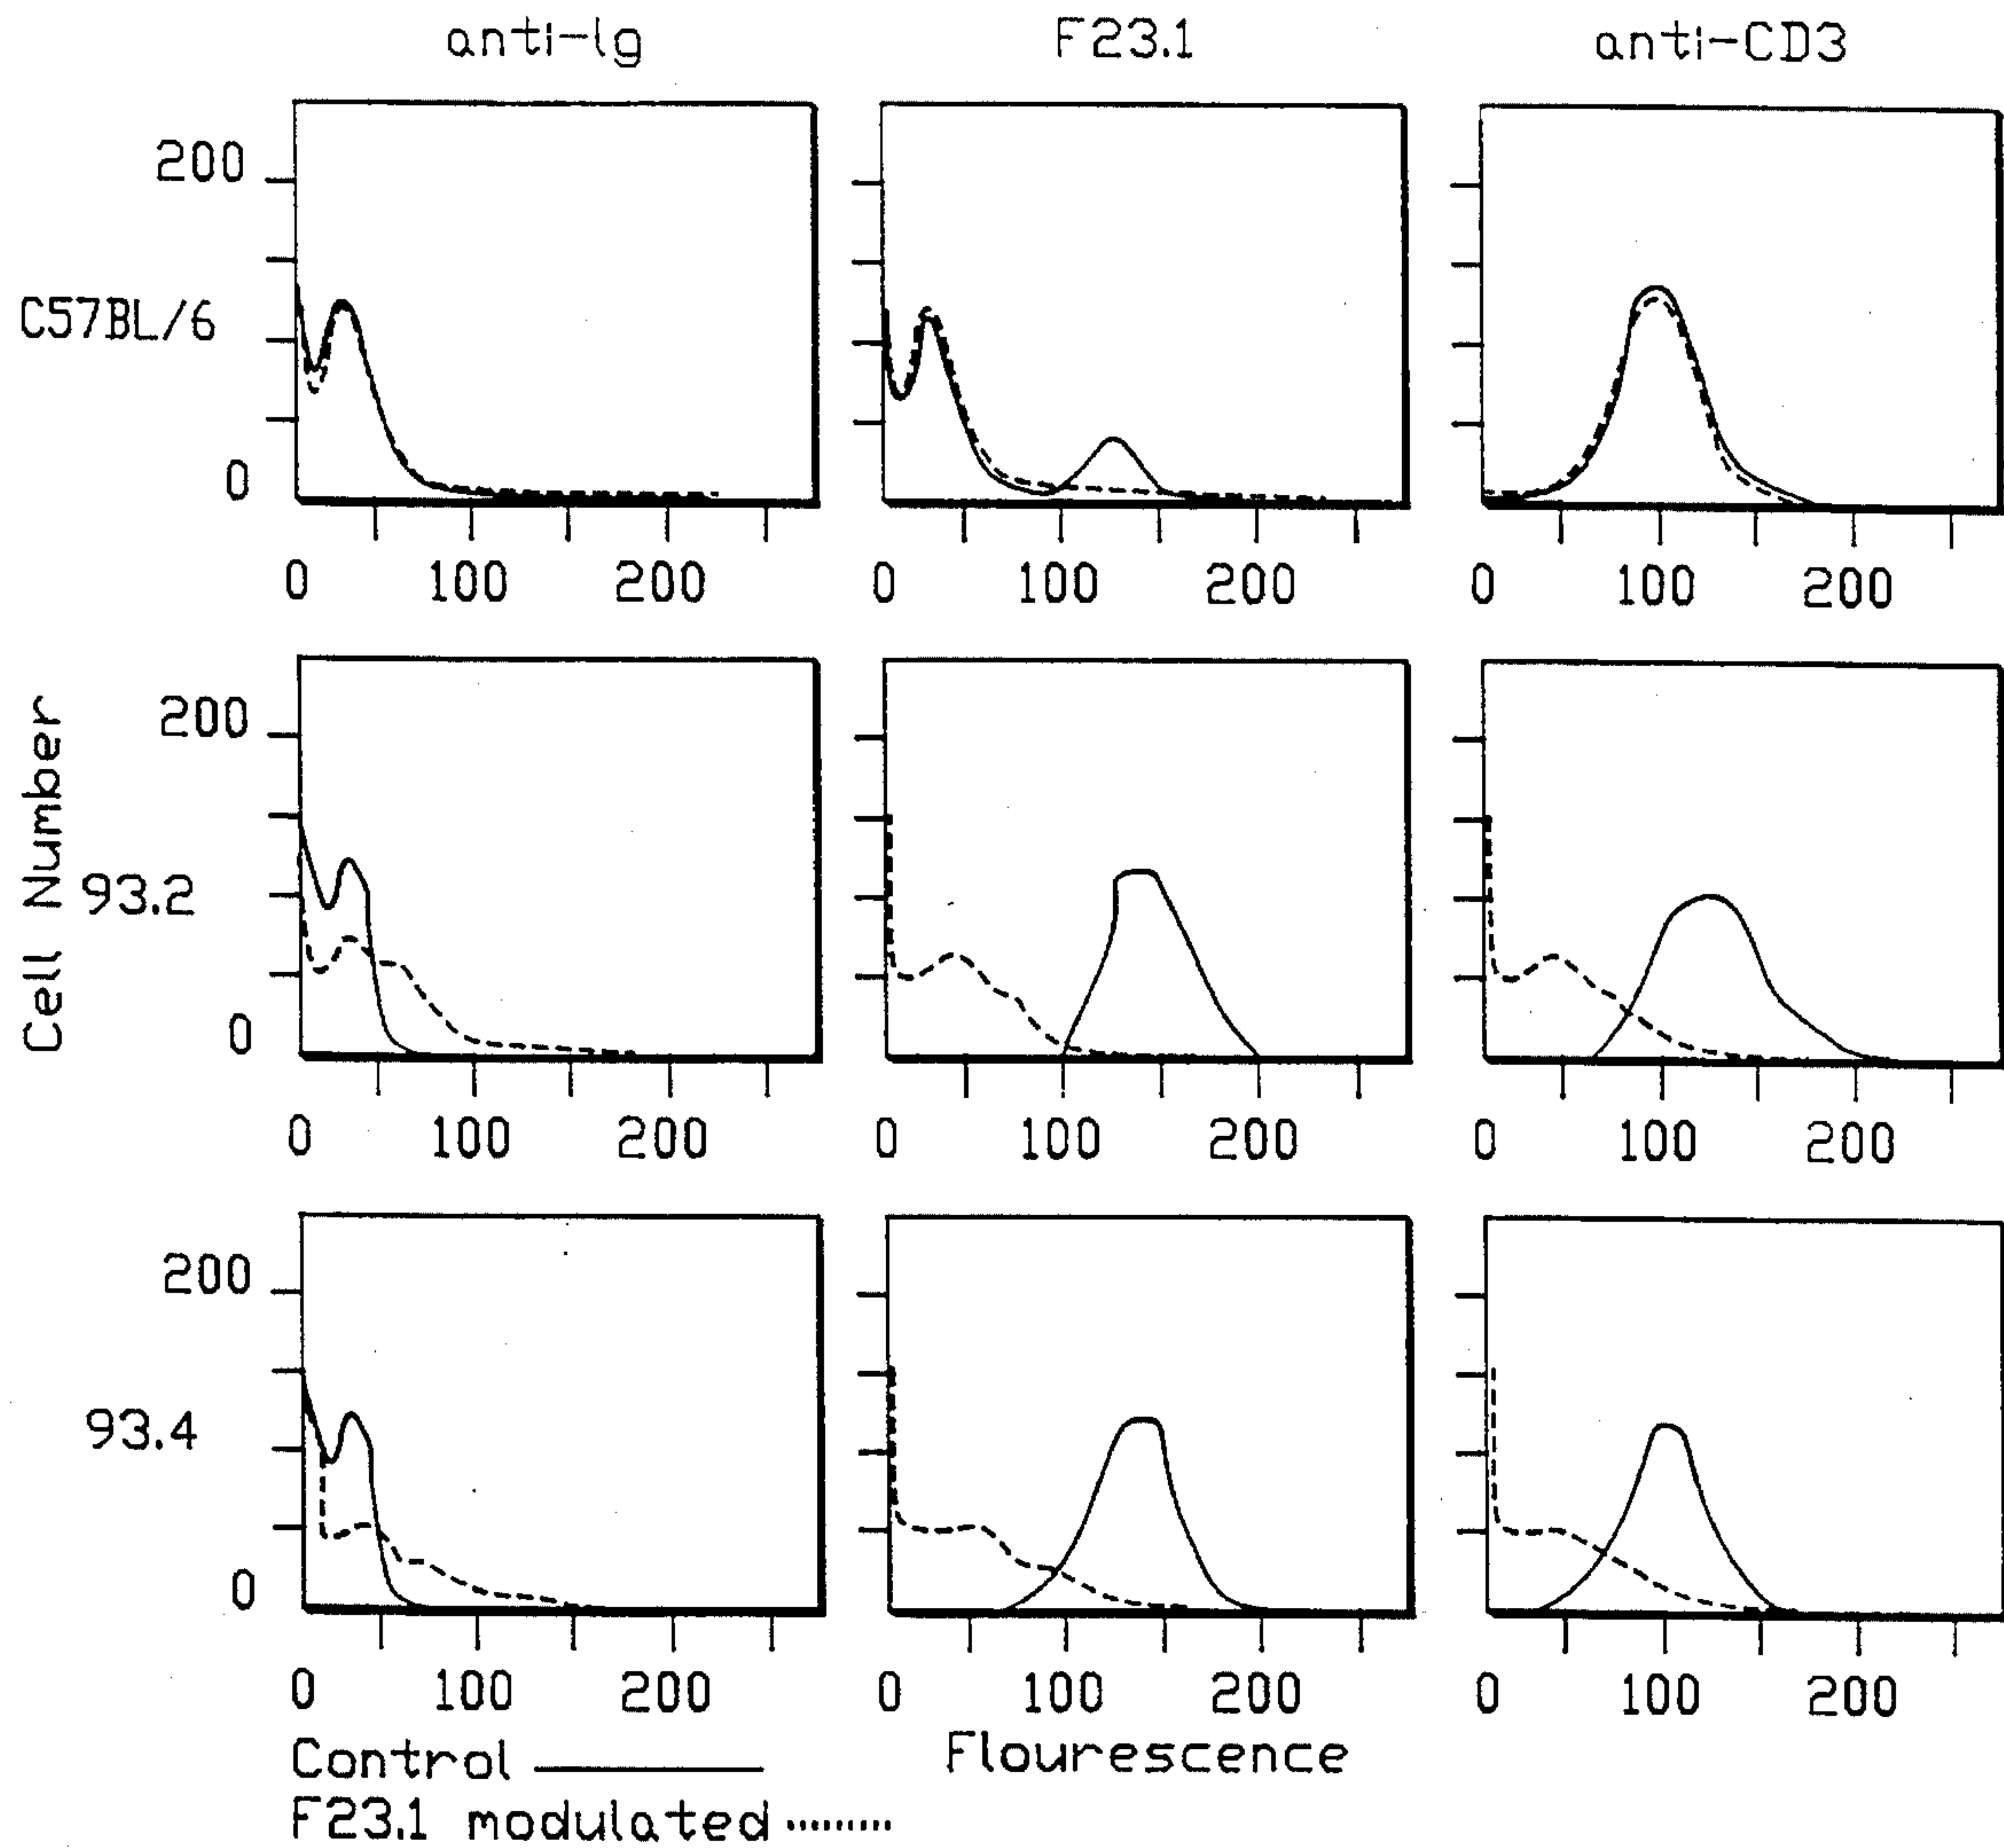 anti-Ig F23.1 anti-CD3
200
C57BL/6
0
0 100 200 0 100 200 0 100 200
Cell Number
200
93.2
0
0 100 200 0 100 200 0 100 200
200
93.4
0
0 100 200 0 100 200 0 100 200
Control Flourescence
F23.1 modulated